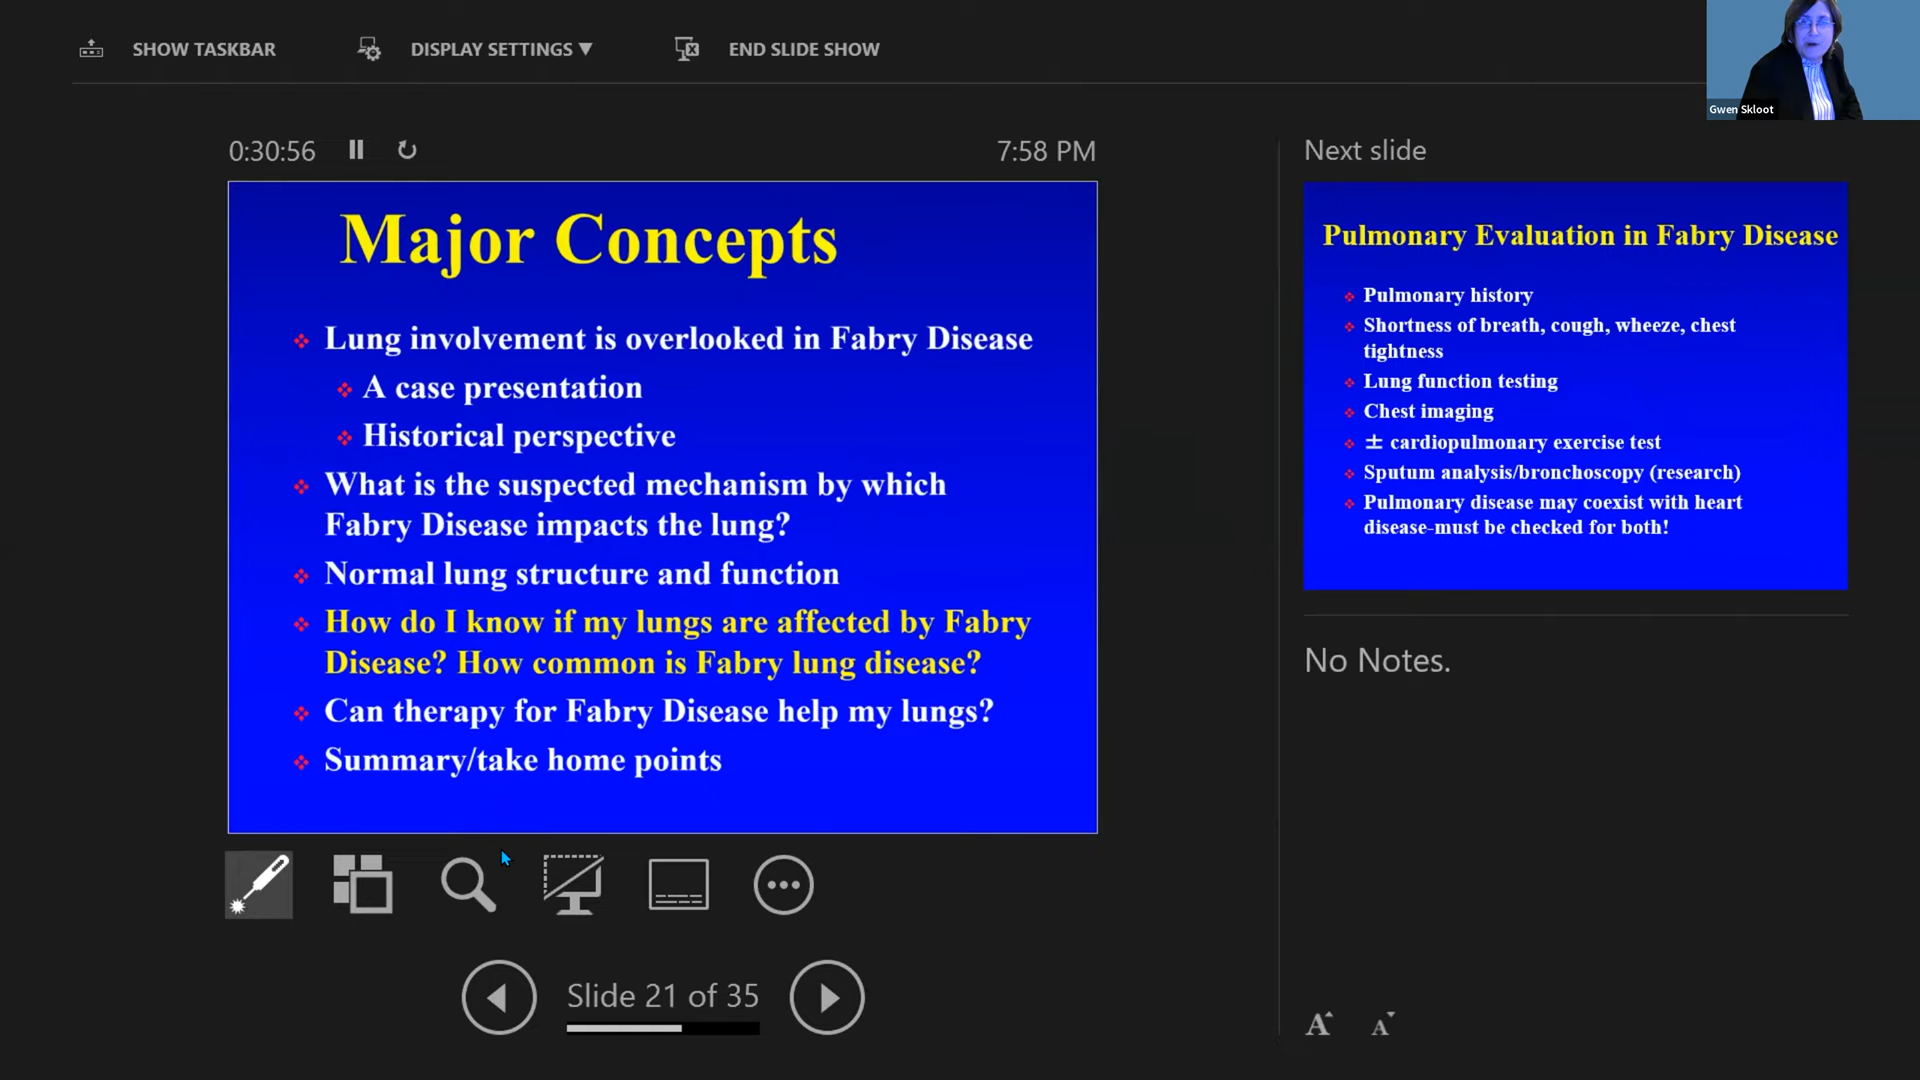 SHOW TASKBAR
DISPLAY SETTINGS ▼
END SLIDE SHOW
Gwen Skloot
0:30:56
7:58 PM
Major Concepts
Lung involvement is overlooked in Fabry Disease
A case presentation
Historical perspective
What is the suspected mechanism by which
Fabry Disease impacts the lung?
Normal lung structure and function
How do I know if my lungs are affected by Fabry
Disease? How common is Fabry lung disease?
Can therapy for Fabry Disease help my lungs?
Summary/take home points
Slide 21 of 35
Next slide
Pulmonary Evaluation in Fabry Disease
Pulmonary history
Shortness of breath, cough, wheeze, chest
tightness
Lung function testing
Chest imaging
± cardiopulmonary exercise test
Sputum analysis/bronchoscopy (research)
Pulmonary disease may coexist with heart
disease-must be checked for both!
No Notes.
A A